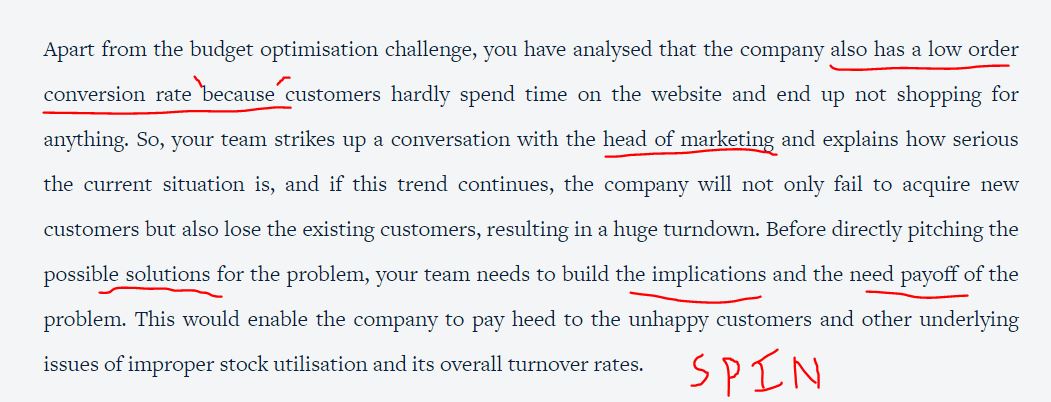 Apart from the budget optimisation challenge, you have analysed that the company also has a low order
conversion rate because customers hardly spend time on the website and end up not shopping for
anything. So, your team strikes up a conversation with the head of marketing and explains how serious
the current situation is, and if this trend continues, the company will not only fail to acquire new
customers but also lose the existing customers, resulting in a huge turndown. Before directly pitching the
possible solutions for the problem, your team needs to build the implications and the need payoff of the
problem. This would enable the company to pay heed to the unhappy customers and other underlying
issues of improper stock utilisation and its overall turnover rates.
SPIN